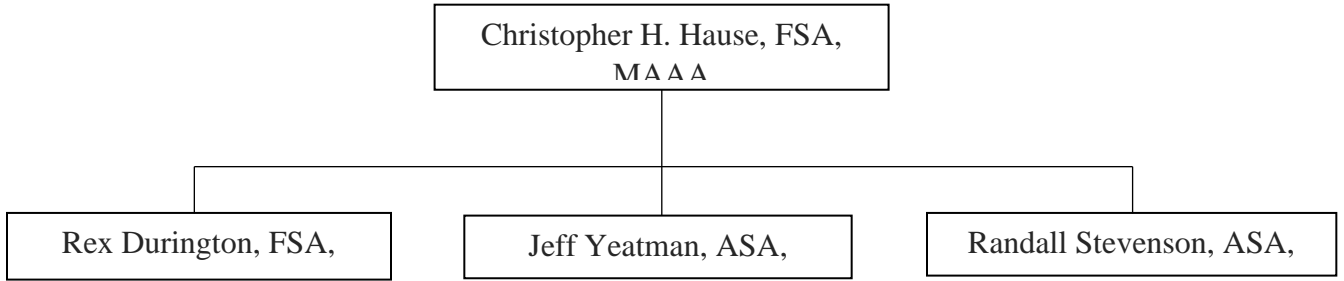 Christopher H. Hause, FSA,
MAAA
Rex Durington, FSA,
Jeff Yeatman, ASA,
Randall Stevenson, ASA,